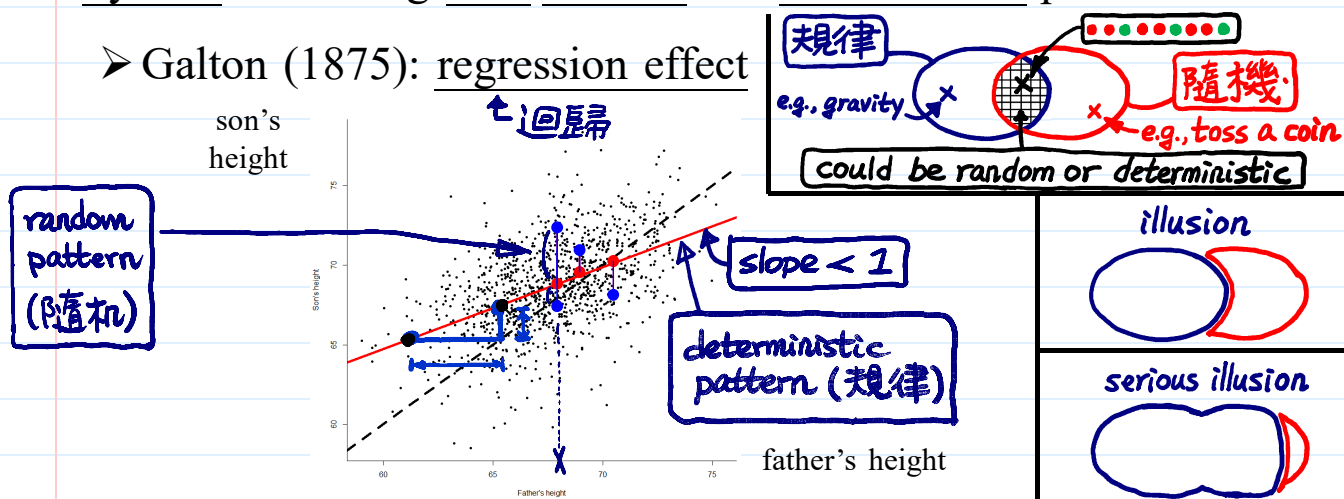 ➢ Galton (1875): regression effect
迴歸
son's
height
random
pattern
(隨机)
75
70
65
60
Son's height
60
65
70
75
Father's height
father's height
slope < 1
deterministic
pattern (規律)
規律
e.g., gravity
隨機
e.g., toss a coin
could be random or deterministic
illusion
serious illusion